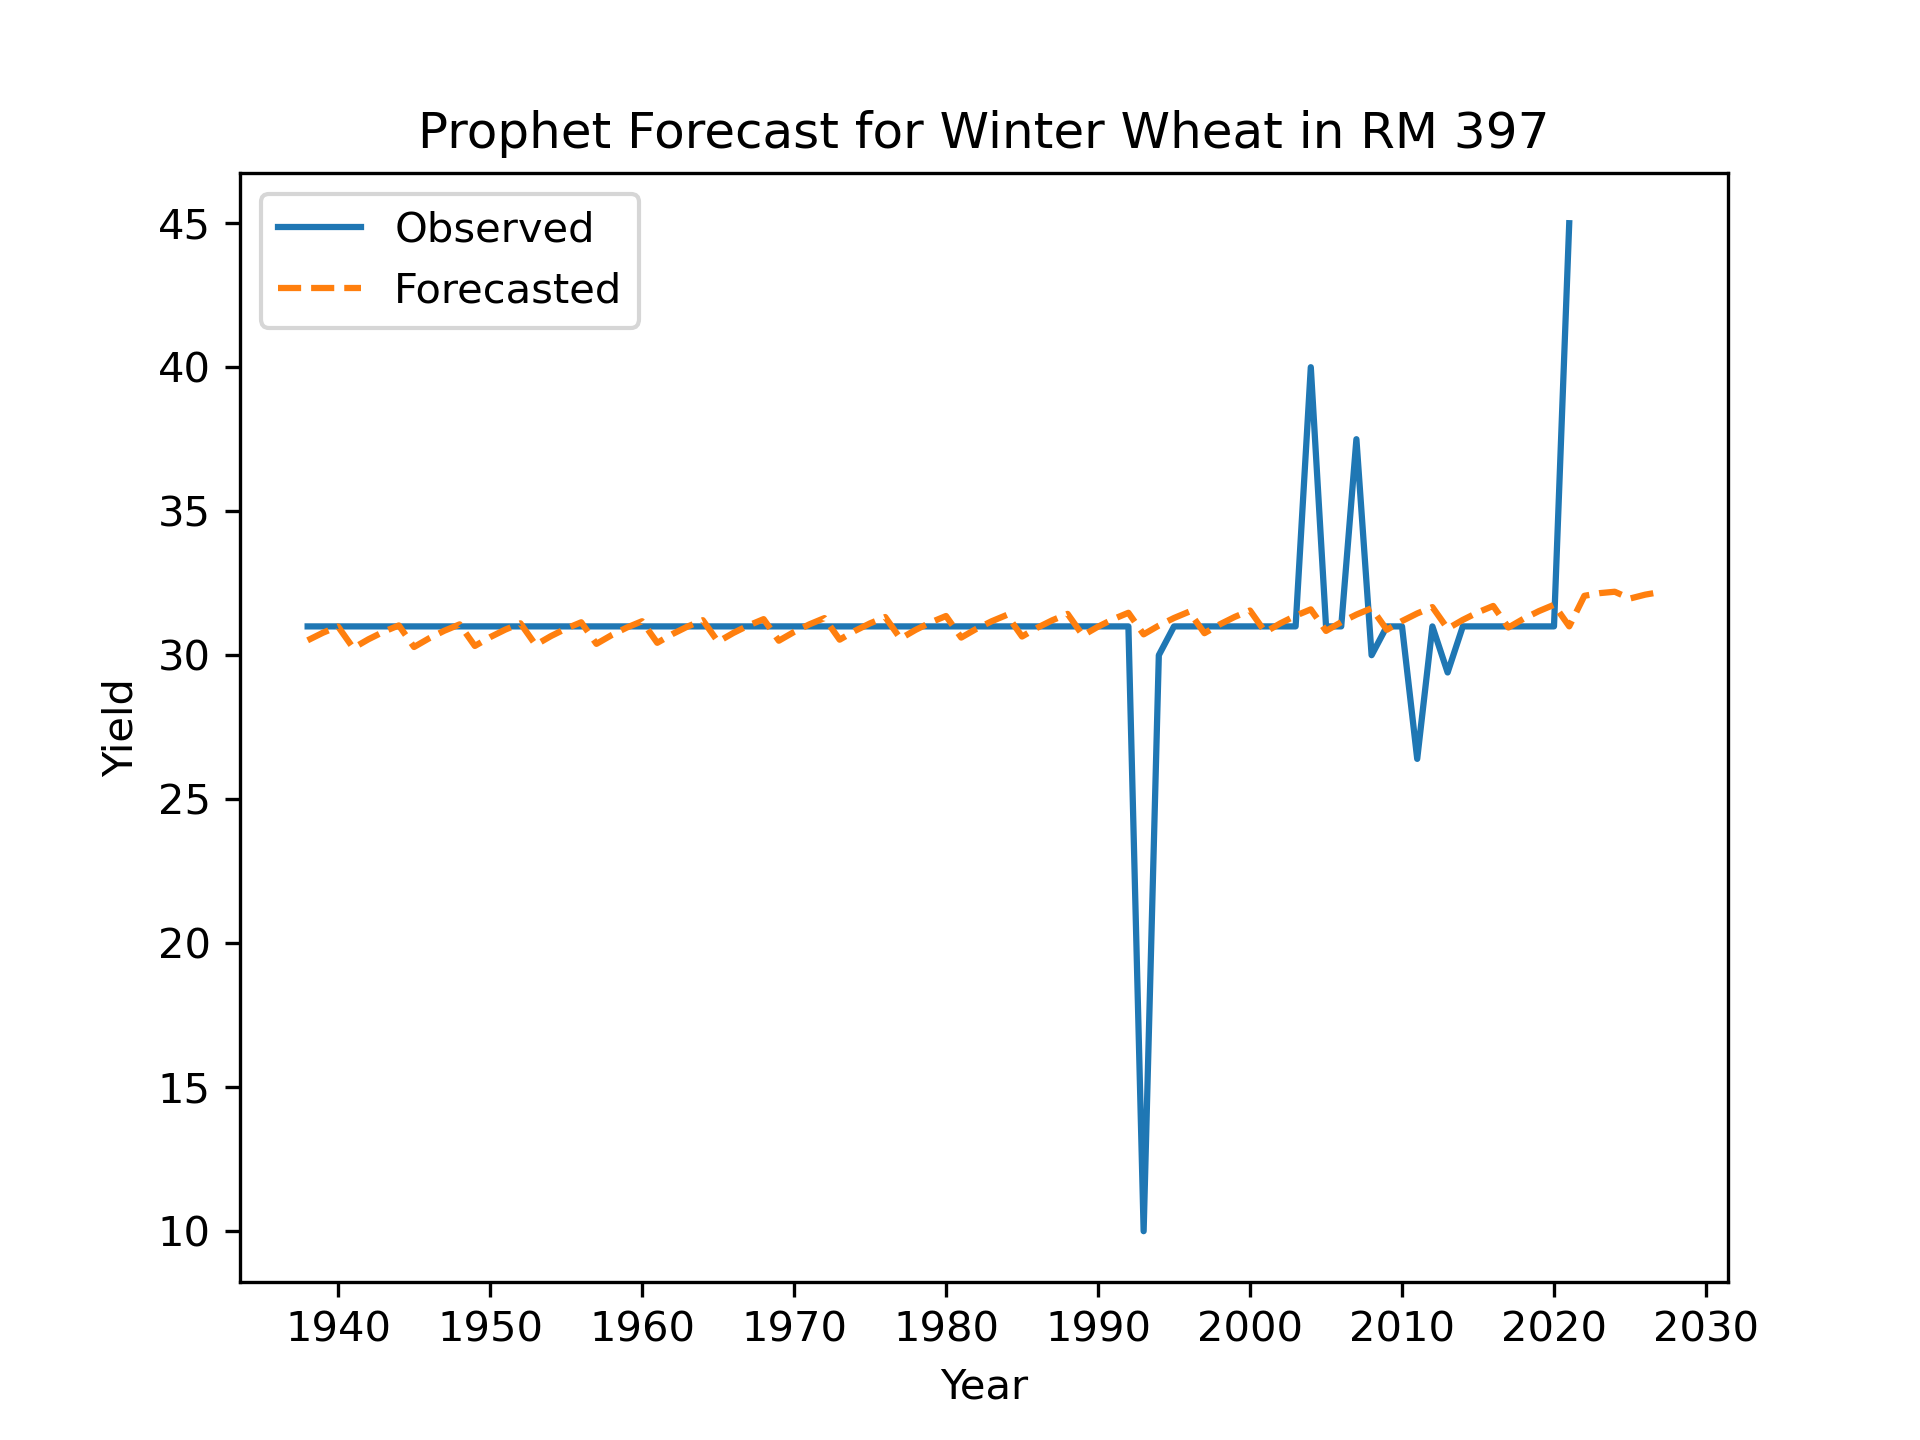 Prophet Forecast for Winter Wheat in RM 397
Observed
Forecasted
45
40
35
30
25
20
15
10
Yield
1940 1950 1960 1970 1980 1990 2000 2010 2020 2030
Year